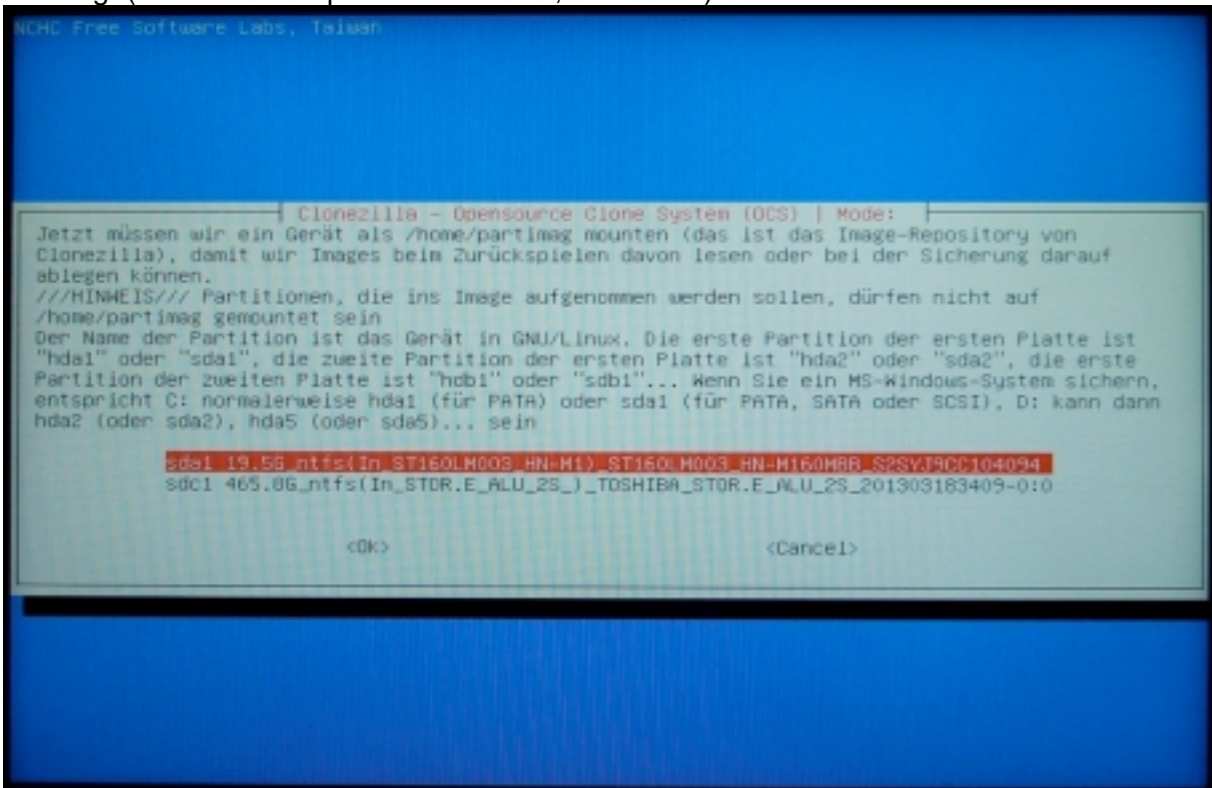 NCHC Free Software Labs, Taiwan
Clonezilla - Opensource Clone System (OCS) | Mode:
Jetzt müssen wir ein Gerät als /home/partimag mounten (das ist das Image-Repository von
Clonezilla), damit wir Images beim Zurückspielen davon lesen oder bei der Sicherung darauf
ablegen können.
///HINWEIS/// Partitionen, die ins Image aufgenommen werden sollen, dürfen nicht auf
/home/partimag gemountet sein
Der Name der Partition ist das Gerät in GNU/Linux. Die erste Partition der ersten Platte ist
"hda1" oder "sda1", die zweite Partition der ersten Platte ist "hda2" oder "sda2", die erste
Partition der zweiten Platte ist "hdb1" oder "sdb1"... Wenn Sie ein MS-Windows-System sichern,
entspricht C: normalerweise hda1 (für PATA) oder sda1 (für PATA, SATA oder SCSI), D: kann dann
hda2 (oder sda2), hda5 (oder sda5)... sein
sda1 19.5G_ntfs(In_ST160LM003_HN-M1)_ST160LM003_HN-M160MBB_S2SYJ9CC104094
sdc1 465.8G_ntfs(In_STOR.E_ALU_2S_)_TOSHIBA_STOR.E_ALU_2S_201303183409-0:0
<Ok> <Cancel>